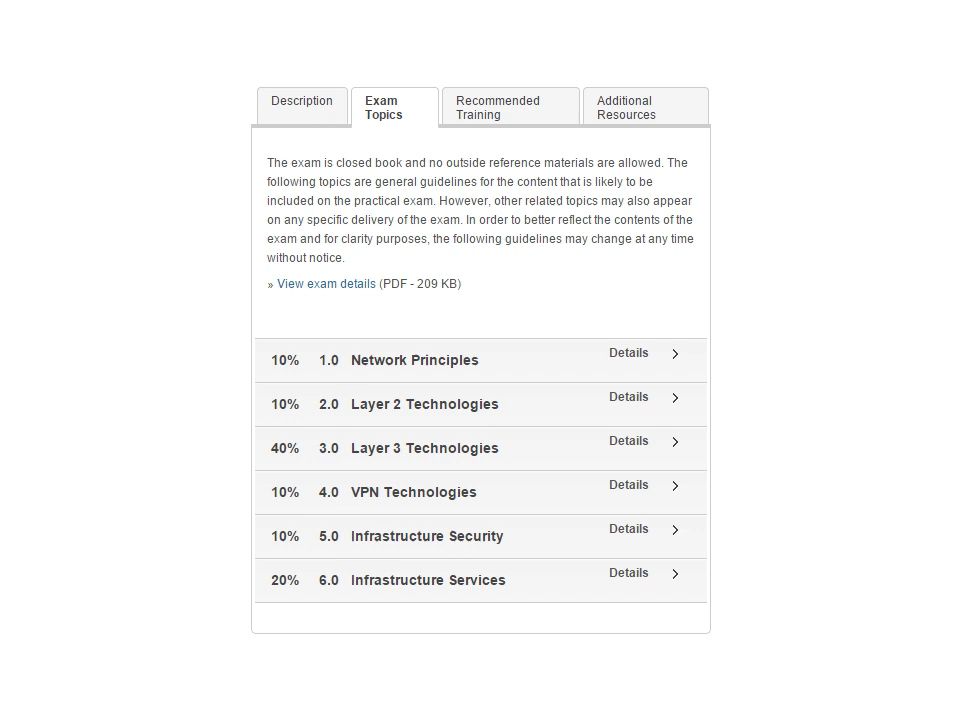 Description
Exam
Topics
Recommended
Training
Additional
Resources
The exam is closed book and no outside reference materials are allowed. The
following topics are general guidelines for the content that is likely to be
included on the practical exam. However, other related topics may also appear
on any specific delivery of the exam. In order to better reflect the contents of the
exam and for clarity purposes, the following guidelines may change at any time
without notice.
» View exam details (PDF - 209 KB)
10% 1.0 Network Principles Details
10% 2.0 Layer 2 Technologies Details
40% 3.0 Layer 3 Technologies Details
10% 4.0 VPN Technologies Details
10% 5.0 Infrastructure Security Details
20% 6.0 Infrastructure Services Details